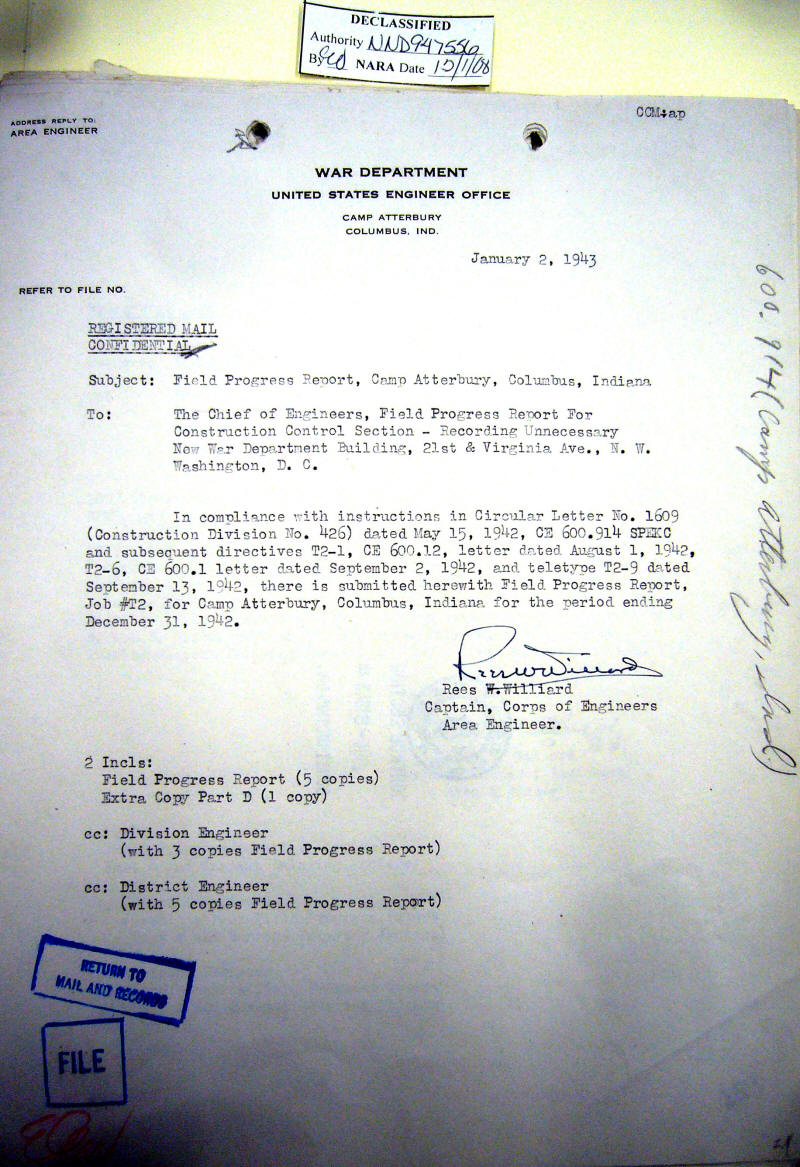 DECLASSIFIED
Authority NND947556
By NARA Date 10/1/08
CCM:ap
ADDRESS REPLY TO:
AREA ENGINEER
WAR DEPARTMENT
UNITED STATES ENGINEER OFFICE
CAMP ATTERBURY
COLUMBUS, IND.
January 2, 1943
REFER TO FILE NO.
REGISTERED MAIL
CONFIDENTIAL
Subject: Field Progress Report, Camp Atterbury, Columbus, Indiana
To: The Chief of Engineers, Field Progress Report For
Construction Control Section - Recording Unnecessary
New War Department Building, 21st & Virginia Ave., N. W.
Washington, D. C.
In compliance with instructions in Circular Letter No. 1609
(Construction Division No. 426) dated May 15, 1942, CE 600.914 SPEKC
and subsequent directives T2-1, CE 600.12, letter dated August 1, 1942,
T2-6, CE 600.1 letter dated September 2, 1942, and teletype T2-9 dated
September 13, 1942, there is submitted herewith Field Progress Report,
Job #T2, for Camp Atterbury, Columbus, Indiana for the period ending
December 31, 1942.
Rees W. Williard
Rees W. Williard
Captain, Corps of Engineers
Area Engineer.
2 Incls:
Field Progress Report (5 copies)
Extra Copy Part D (1 copy)
cc: Division Engineer
(with 3 copies Field Progress Report)
cc: District Engineer
(with 5 copies Field Progress Report)
RETURN TO
MAIL AND RECORDS
FILE
600.914 (Camp Atterbury, Ind.)